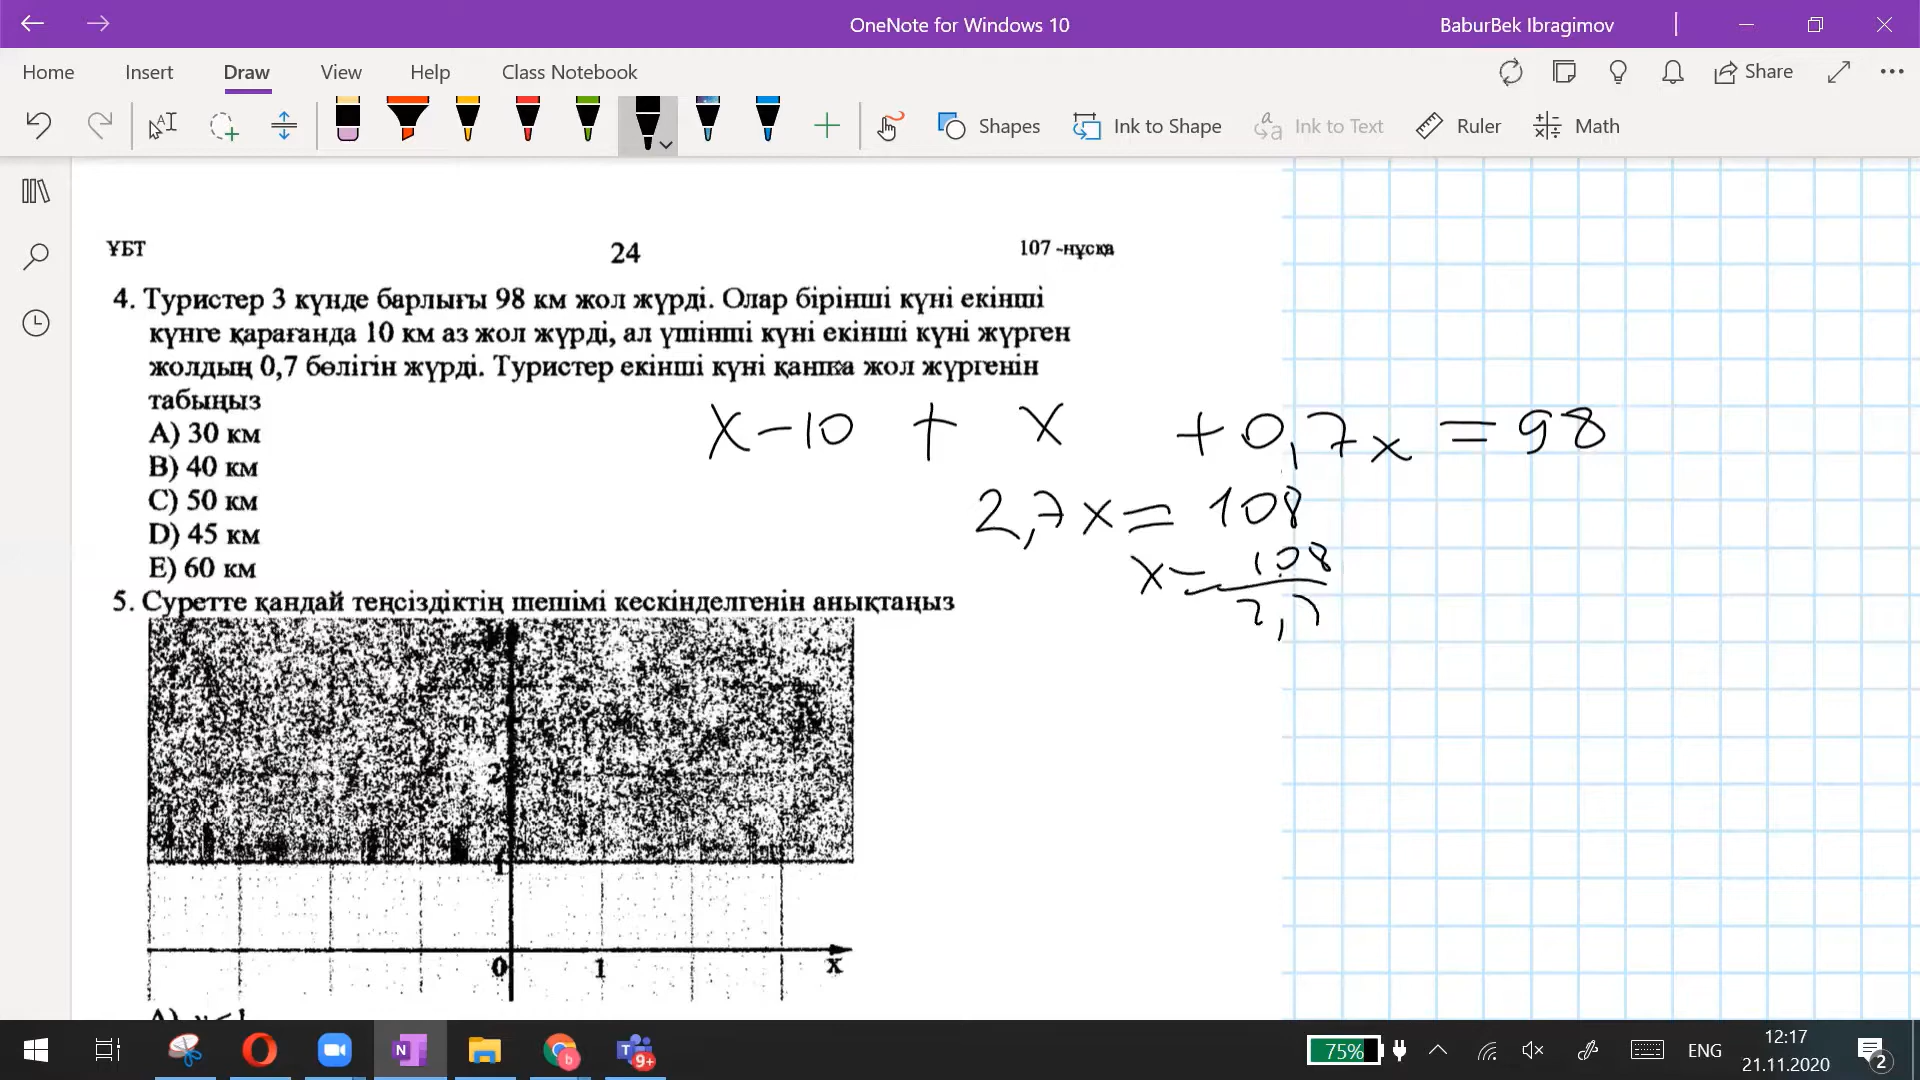 OneNote for Windows 10
BaburBek Ibragimov
Home Insert Draw View Help Class Notebook
Share
Shapes Ink to Shape Ink to Text Ruler Math
ҰБТ 24 107 -нұсқа
4. Туристер 3 күнде барлығы 98 км жол жүрді. Олар бірінші күні екінші
күнге қарағанда 10 км аз жол жүрді, ал үшінші күні екінші күні жүрген
жолдың 0,7 бөлігін жүрді. Туристер екінші күні қанша жол жүргенін
табыңыз
x-10 + x +0,7x = 98
A) 30 км
B) 40 км
C) 50 км
D) 45 км
E) 60 км
2,7x = 108
x = 108
2,7
5. Суретте қандай теңсіздіктің шешімі кескінделгенін анықтаңыз
2
1
0 1 x
75%
ENG
12:17
21.11.2020
9+
2